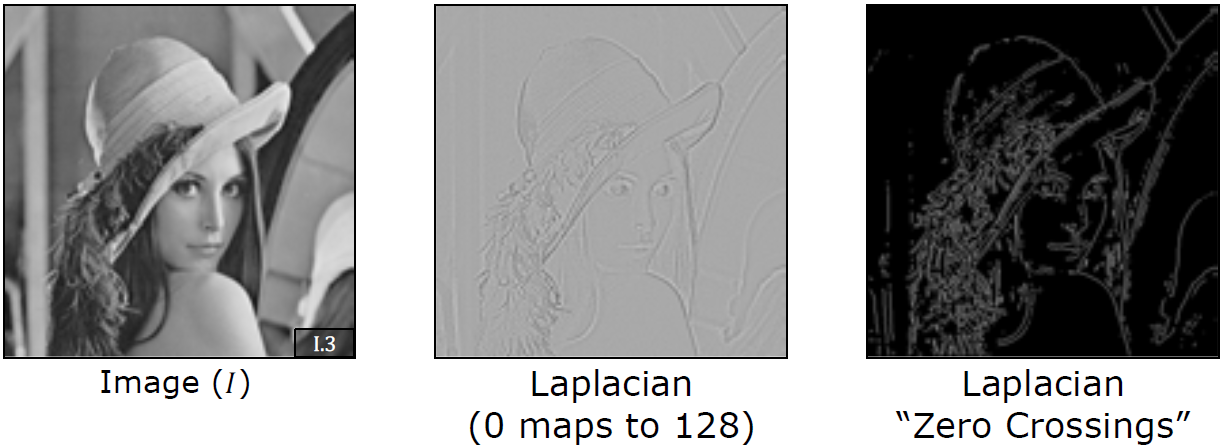 I.3
Image (I)
Laplacian
(0 maps to 128)
Laplacian
“Zero Crossings”